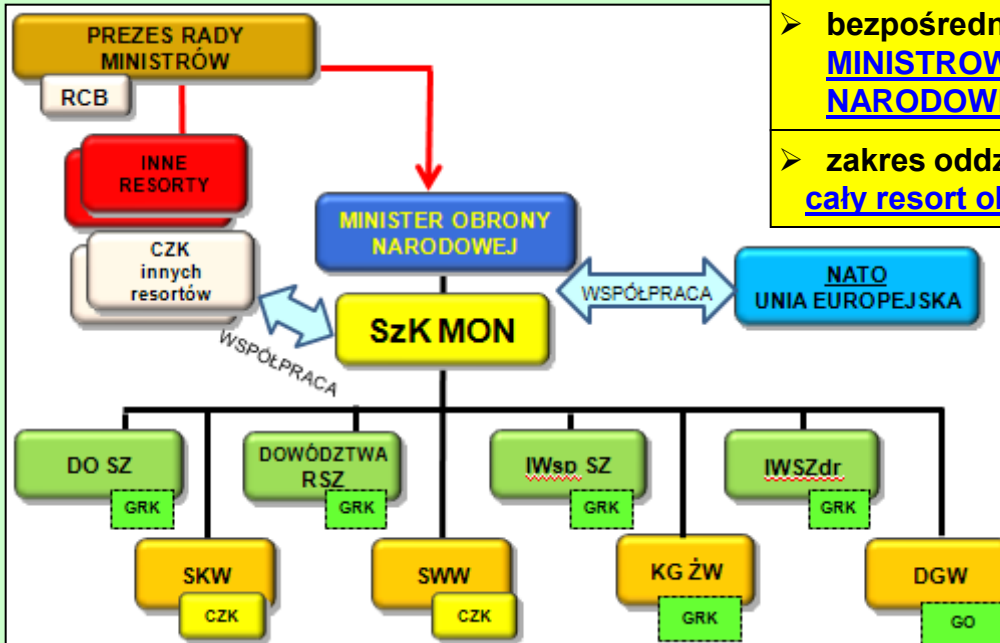 PREZES RADY
MINISTRÓW
RCB
INNE
RESORTY
CZK
innych
resortów
MINISTER OBRONY
NARODOWEJ
WSPÓŁPRACA
NATO
UNIA EUROPEJSKA
SzK MON
WSPÓŁPRACA
➢ bezpośredn
MINISTROW
NARODOW
➢ zakres oddz
cały resort o
DO SZ
GRK
DOWÓDZTWA
RSZ
GRK
IWsp SZ
GRK
IWSZdr
GRK
SKW
CZK
SWW
CZK
KG ŻW
GRK
DGW
GO